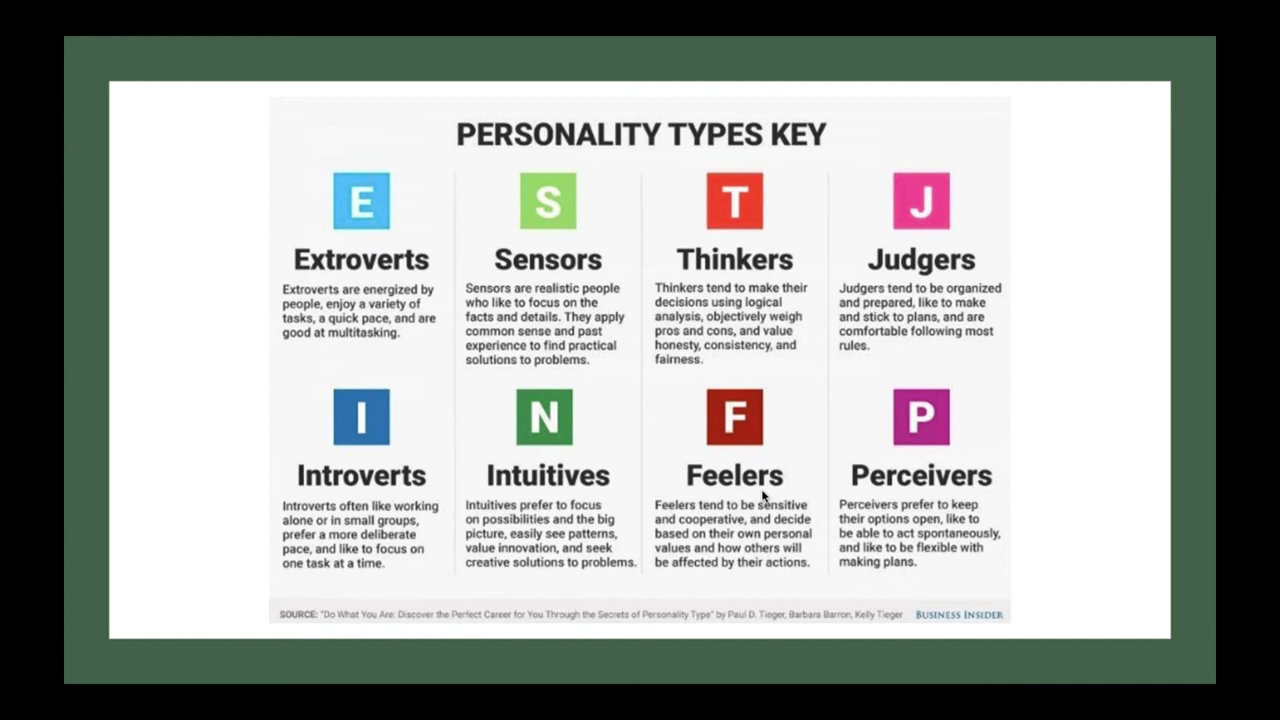 PERSONALITY TYPES KEY
E
Extroverts
Extroverts are energized by
people, enjoy a variety of
tasks, a quick pace, and are
good at multitasking.
S
Sensors
Sensors are realistic people
who like to focus on the
facts and details. They apply
common sense and past
experience to find practical
solutions to problems.
T
Thinkers
Thinkers tend to make their
decisions using logical
analysis, objectively weigh
pros and cons, and value
honesty, consistency, and
fairness.
J
Judgers
Judgers tend to be organized
and prepared, like to make
and stick to plans, and are
comfortable following most
rules.
I
Introverts
Introverts often like working
alone or in small groups,
prefer a more deliberate
pace, and like to focus on
one task at a time.
N
Intuitives
Intuitives prefer to focus
on possibilities and the big
picture, easily see patterns,
value innovation, and seek
creative solutions to problems.
F
Feelers
Feelers tend to be sensitive
and cooperative, and decide
based on their own personal
values and how others will
be affected by their actions.
P
Perceivers
Perceivers prefer to keep
their options open, like to
be able to act spontaneously,
and like to be flexible with
making plans.
SOURCE: "Do What You Are: Discover the Perfect Career for You Through the Secrets of Personality Type" by Paul D. Tieger, Barbara Barron, Kelly Tieger
BUSINESS INSIDER